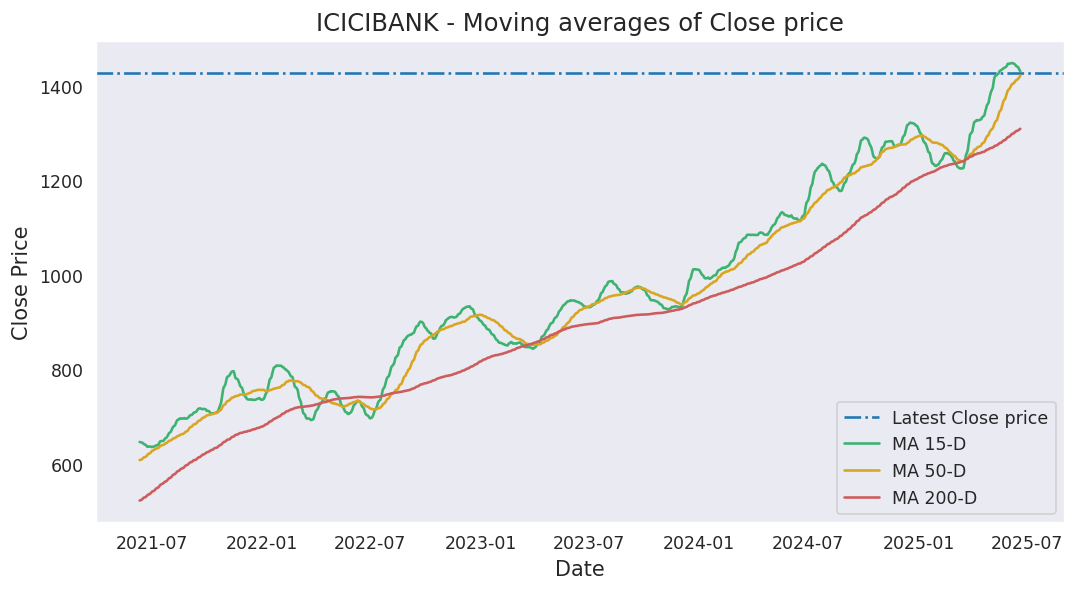 ICICIBANK - Moving averages of Close price
Close Price
1400
1200
1000
800
600
Latest Close price
MA 15-D
MA 50-D
MA 200-D
2021-07 2022-01 2022-07 2023-01 2023-07 2024-01 2024-07 2025-01 2025-07
Date